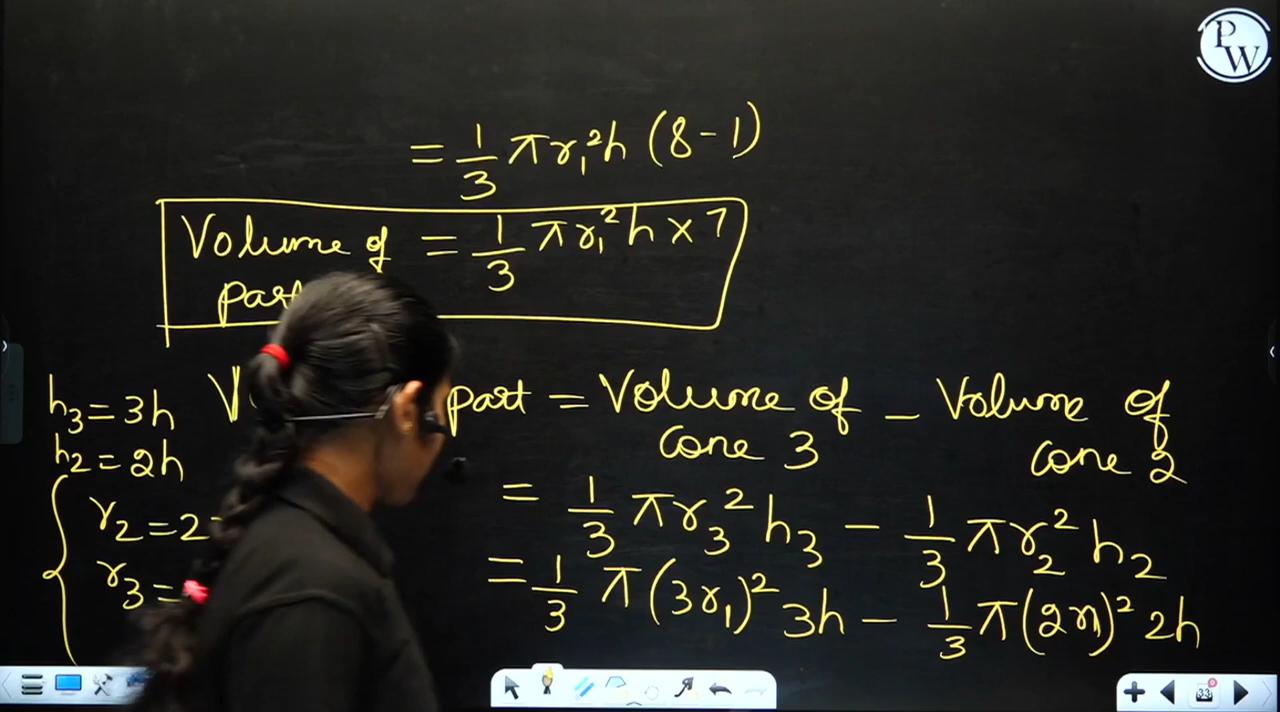 PW
= 1/3 πr₁²h (8-1)
Volume of = 1/3 πr₁²h × 7
part
h₃ = 3h
part = Volume of - Volume of
cone 3 cone 2
h₂ = 2h
= 1/3 πr₃²h₃ - 1/3 πr₂²h₂
r₂ = 2
= 1/3 π(3r₁)² 3h - 1/3 π(2r₁)² 2h
r₃ =
33